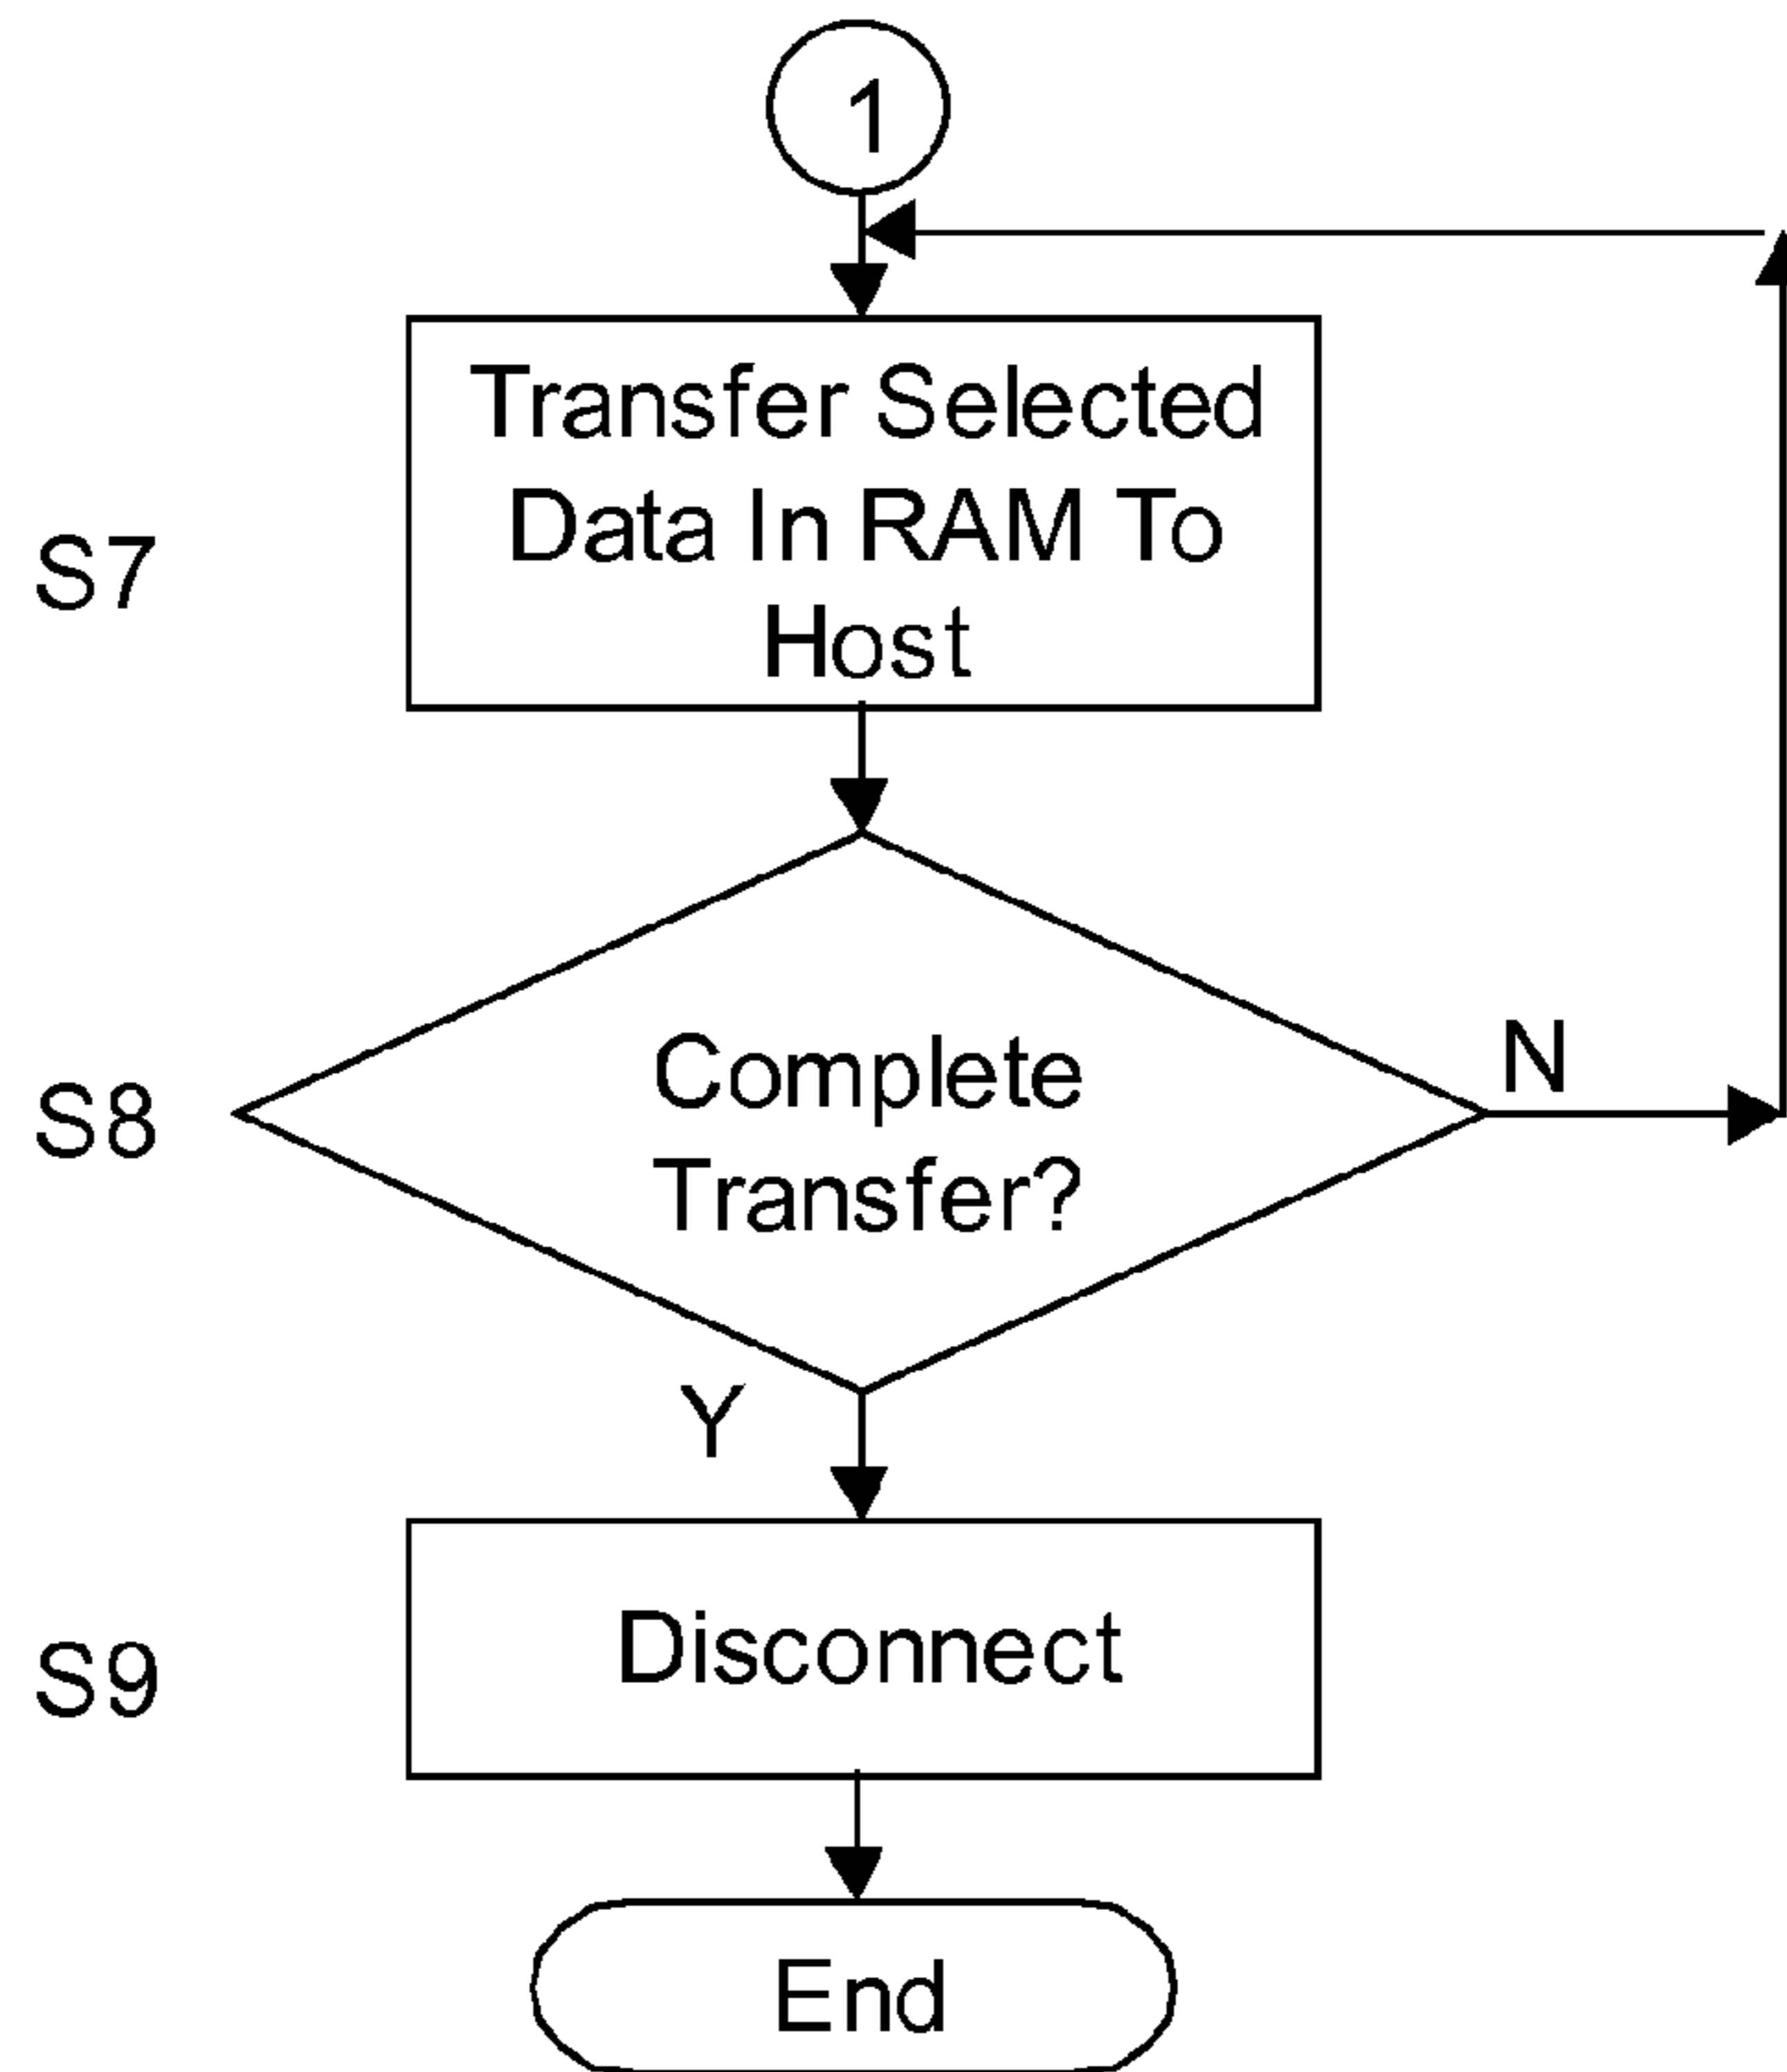 1
Transfer Selected
Data In RAM To
Host
S7
Complete
Transfer?
N
S8
Y
Disconnect
S9
End